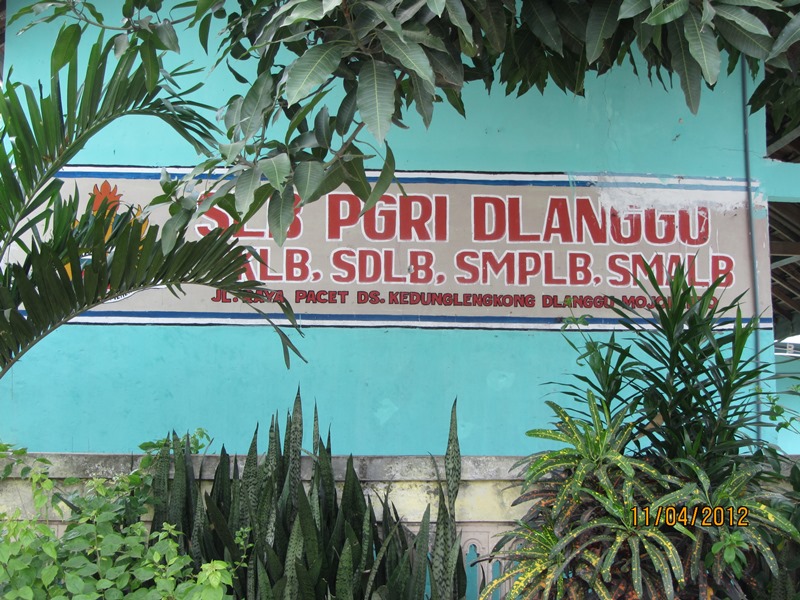 SLB PGRI DLANGGU
SDLB, SMPLB, SMALB
JL. RAYA PACET DS. KEDUNGLENGKONG DLANGGU
11/04/2012